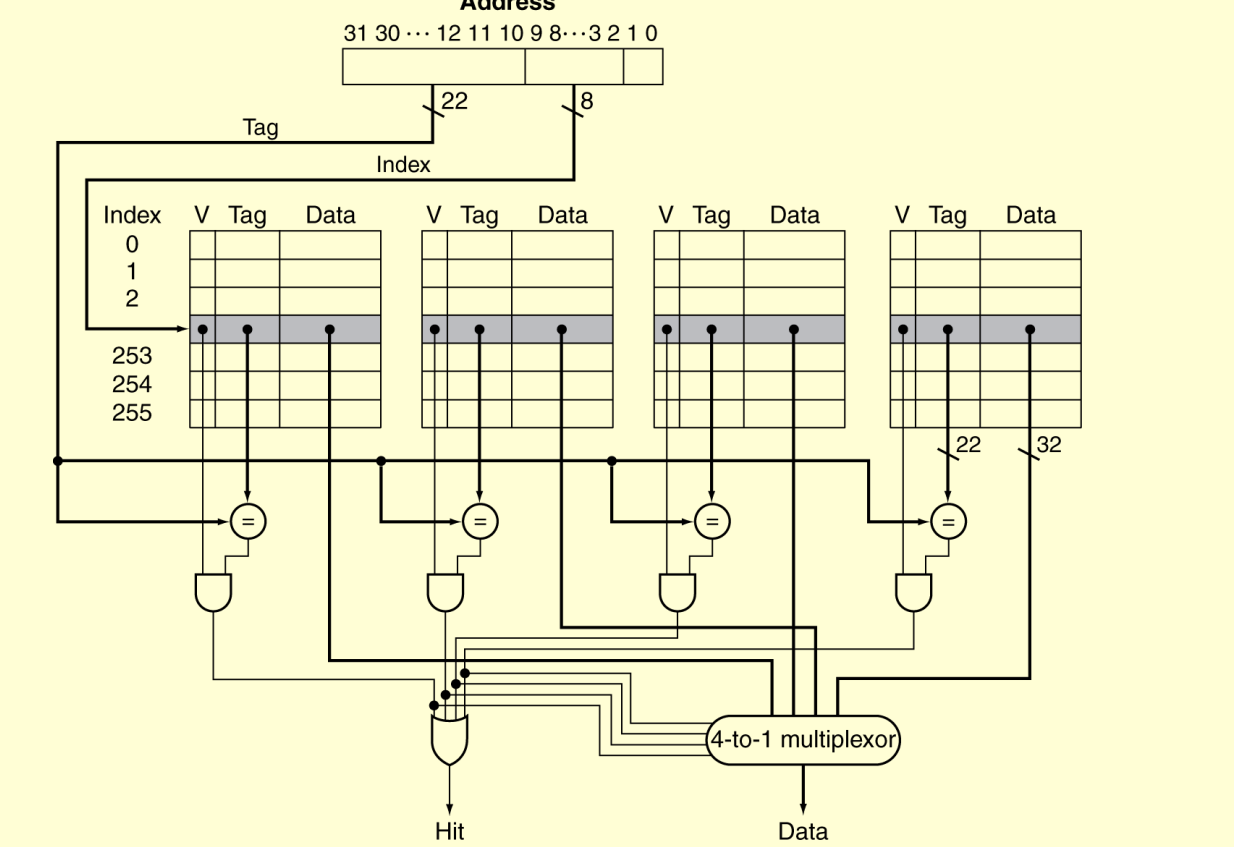 Address
31 30 ··· 12 11 10 9 8···3 2 1 0
22
8
Tag
Index
Index V Tag Data V Tag Data V Tag Data V Tag Data
0
1
2
253
254
255
22 32
= = = =
4-to-1 multiplexor
Hit Data